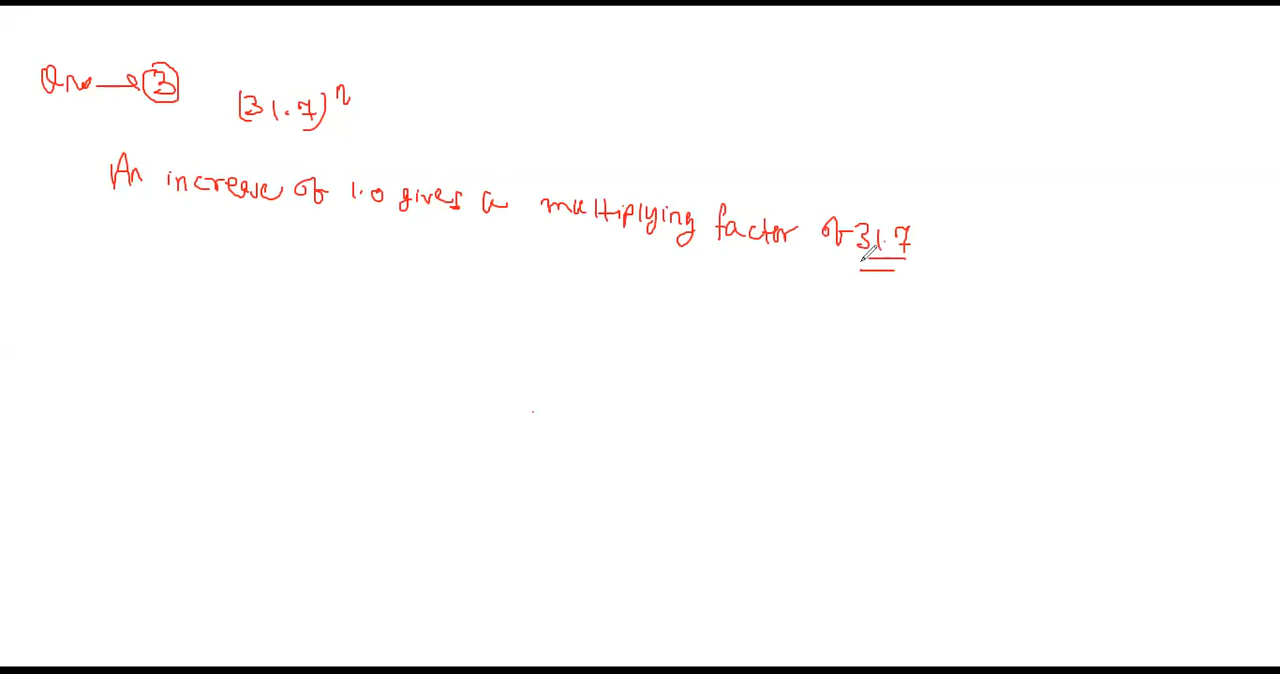 Ans → 3
(31.7)^n
An increase of 1.0 gives a multiplying factor of 31.7